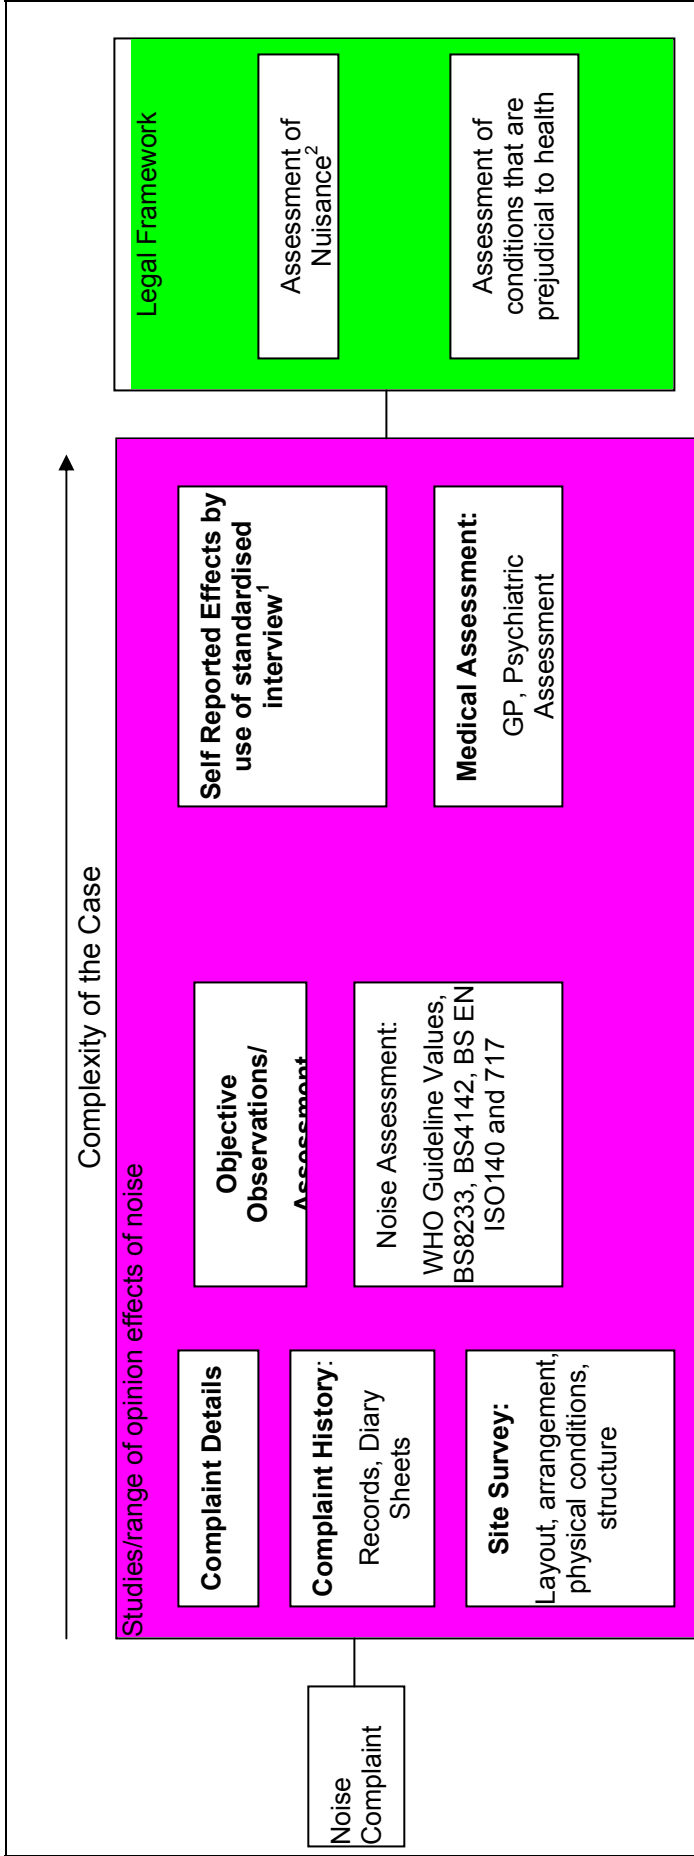 Complexity of the Case
Noise
Complaint
Studies/range of opinion effects of noise
Complaint Details
Complaint History:
Records, Diary
Sheets
Site Survey:
Layout, arrangement,
physical conditions,
structure
Objective
Observations/
Assessment
Noise Assessment:
WHO Guideline Values,
BS8233, BS4142, BS EN
ISO140 and 717
Self Reported Effects by
use of standardised
interview1
Medical Assessment:
GP, Psychiatric
Assessment
Legal Framework
Assessment of
Nuisance2
Assessment of
conditions that are
prejudicial to health